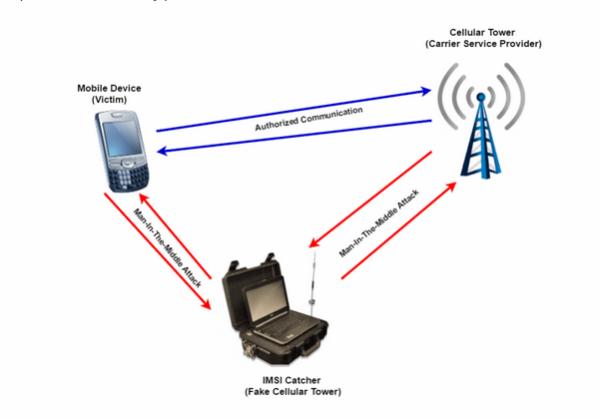 Cellular Tower
(Carrier Service Provider)
Mobile Device
(Victim)
Authorized Communication
Man-In-The-Middle Attack
Man-In-The-Middle Attack
IMSI Catcher
(Fake Cellular Tower)